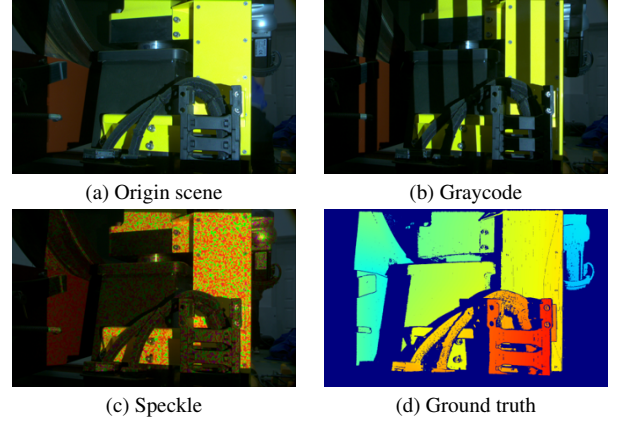 (a) Origin scene
(b) Graycode
(c) Speckle
(d) Ground truth